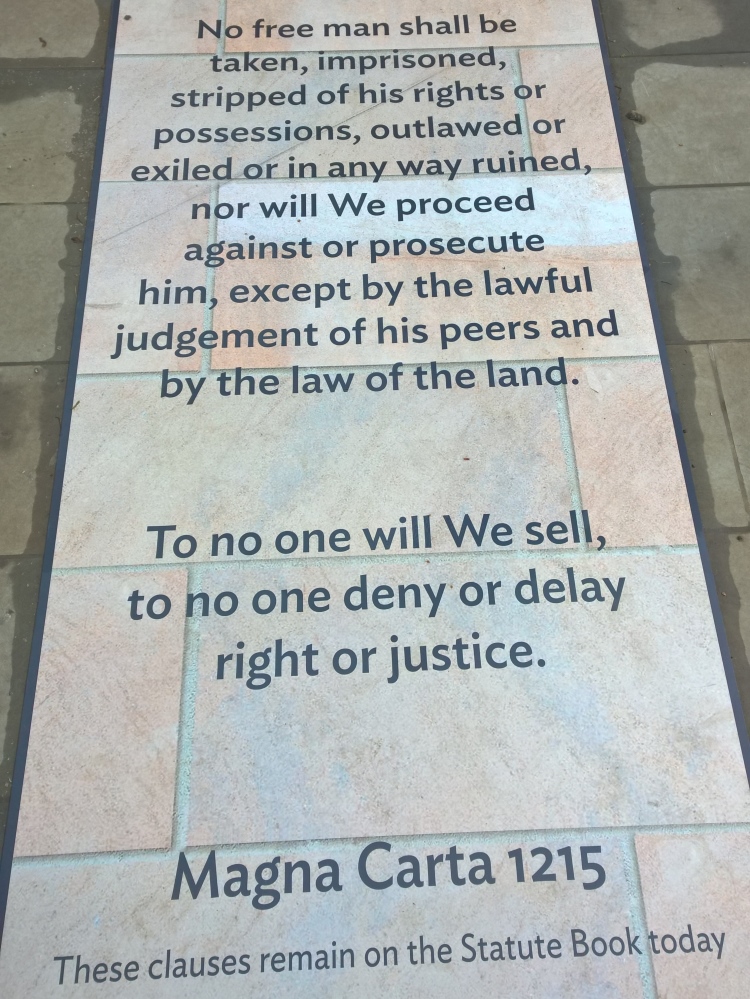 No free man shall be
taken, imprisoned,
stripped of his rights or
possessions, outlawed or
exiled or in any way ruined,
nor will We proceed
against or prosecute
him, except by the lawful
judgement of his peers and
by the law of the land.
To no one will We sell,
to no one deny or delay
right or justice.
Magna Carta 1215
These clauses remain on the Statute Book today